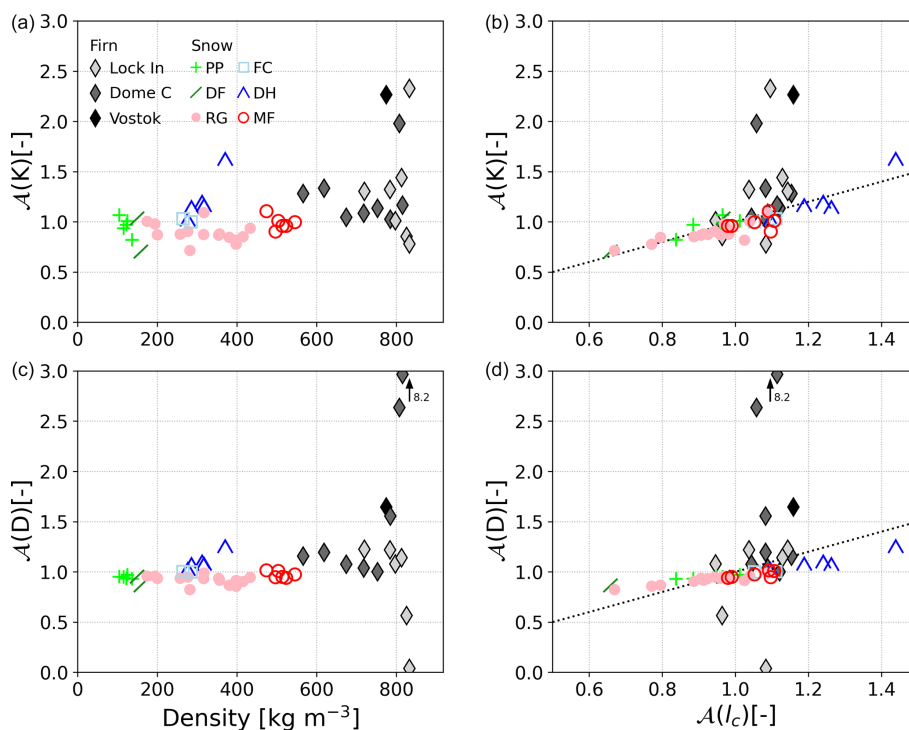 (a)
3.0
2.5
2.0
1.5
1.0
0.5
0.0
𝒜(K)[-]
Firn
Lock In
Dome C
Vostok
Snow
PP
DF
RG
FC
DH
MF
0 200 400 600 800
(b)
3.0
2.5
2.0
1.5
1.0
0.5
0.0
𝒜(K)[-]
0.6 0.8 1.0 1.2 1.4
(c)
3.0
2.5
2.0
1.5
1.0
0.5
0.0
𝒜(D)[-]
8.2
0 200 400 600 800
Density [kg m⁻³]
(d)
3.0
2.5
2.0
1.5
1.0
0.5
0.0
𝒜(D)[-]
8.2
0.6 0.8 1.0 1.2 1.4
𝒜(l_c)[-]